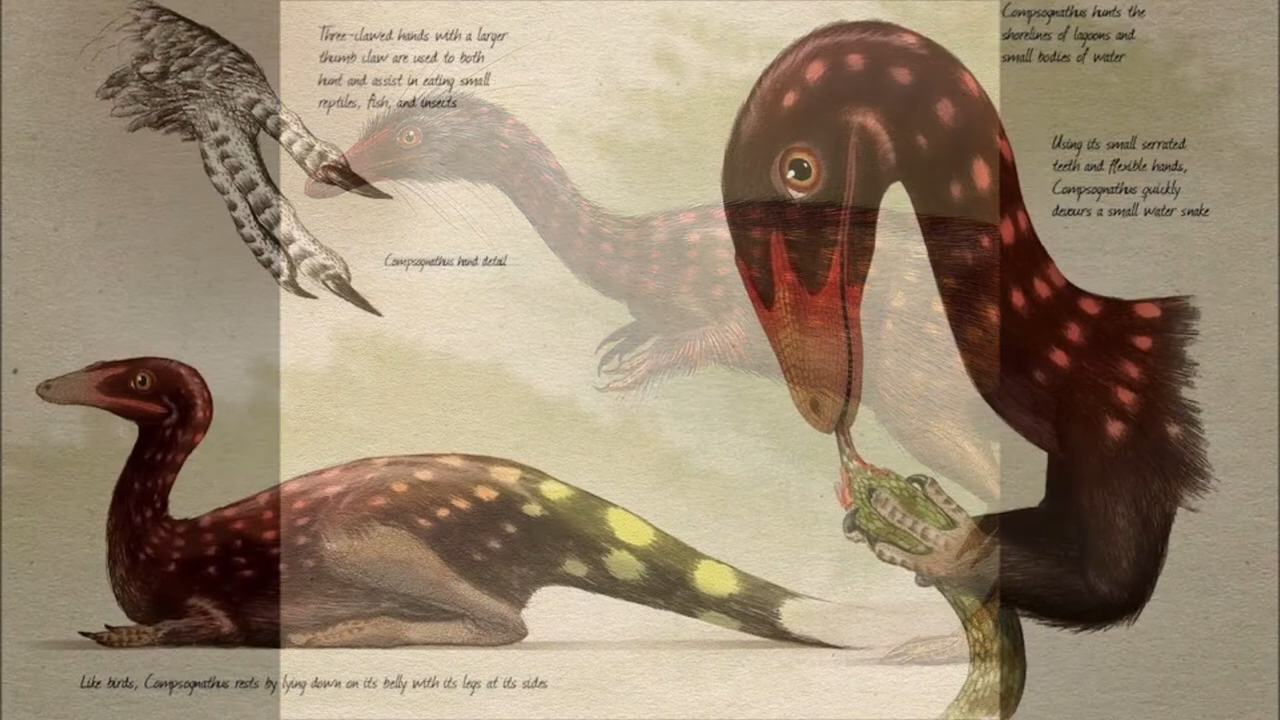 Three-clawed hands with a larger
thumb claw are used to both
hunt and assist in eating small
reptiles, fish, and insects
Compsognathus hunts the
shorelines of lagoons and
small bodies of water
Using its small serrated
teeth and flexible hands,
Compsognathus quickly
devours a small water snake
Compsognathus hand detail
Like birds, Compsognathus rests by lying down on its belly with its legs at its sides